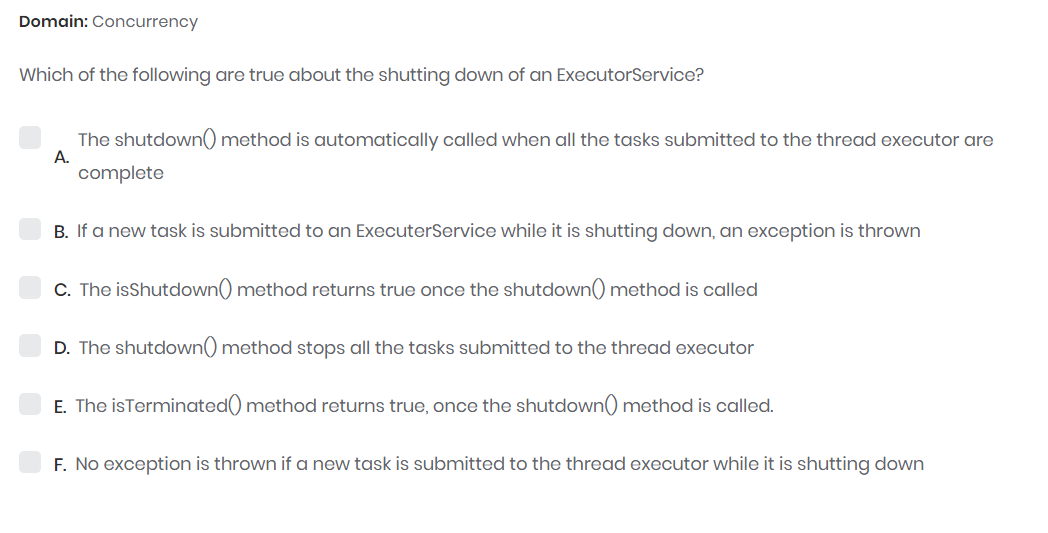 Domain: Concurrency
Which of the following are true about the shutting down of an ExecutorService?
A. The shutdown() method is automatically called when all the tasks submitted to the thread executor are
complete
B. If a new task is submitted to an ExecuterService while it is shutting down, an exception is thrown
C. The isShutdown() method returns true once the shutdown() method is called
D. The shutdown() method stops all the tasks submitted to the thread executor
E. The isTerminated() method returns true, once the shutdown() method is called.
F. No exception is thrown if a new task is submitted to the thread executor while it is shutting down